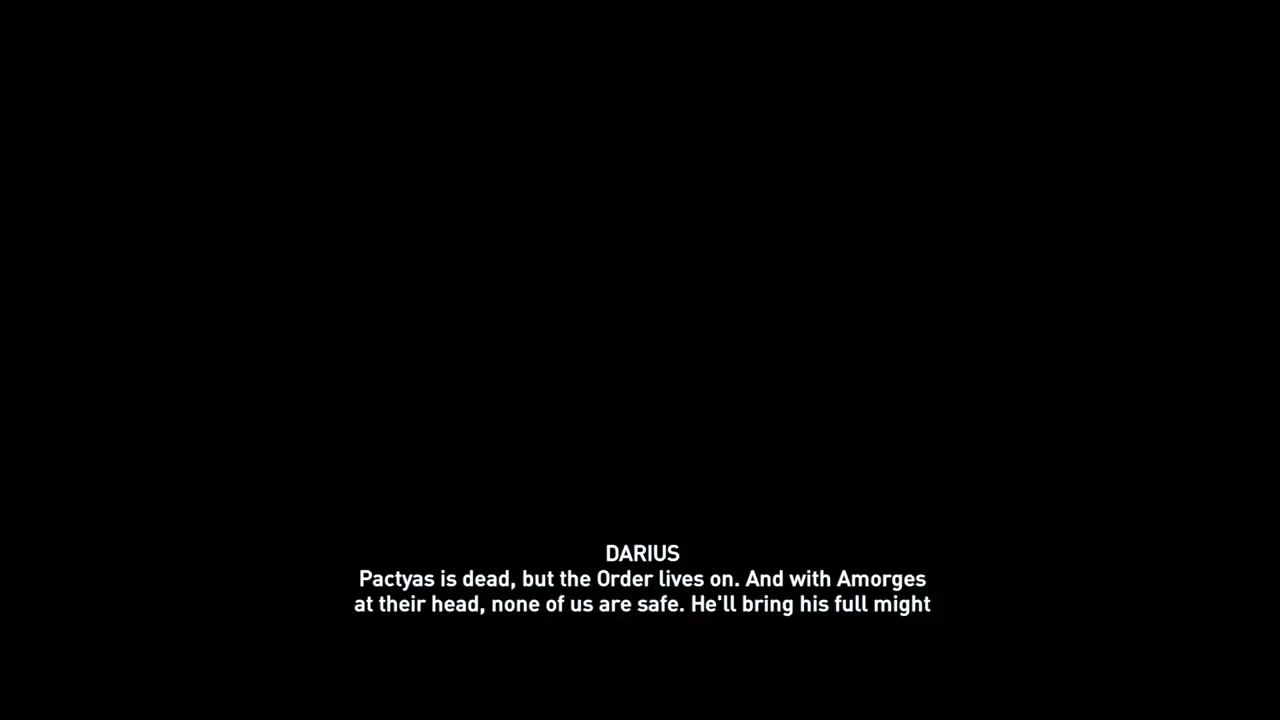 DARIUS
Pactyas is dead, but the Order lives on. And with Amorges
at their head, none of us are safe. He'll bring his full might